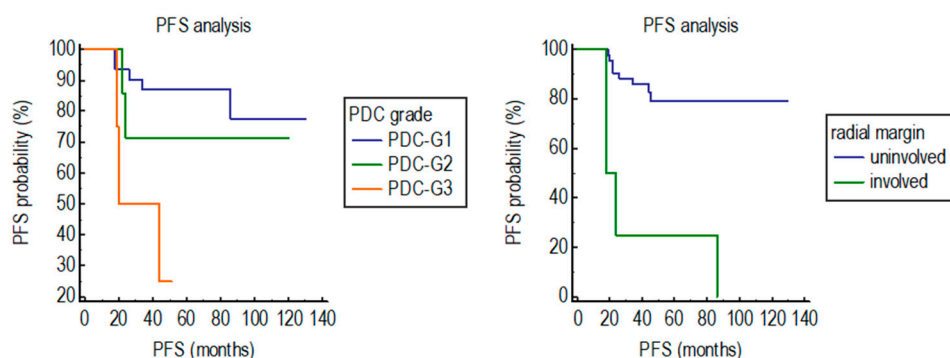 PFS analysis
PFS probability (%)
100
90
80
70
60
50
40
30
20
0 20 40 60 80 100 120 140
PFS (months)
PDC grade
PDC-G1
PDC-G2
PDC-G3
PFS analysis
PFS probability (%)
100
80
60
40
20
0
0 20 40 60 80 100 120 140
PFS (months)
radial margin
uninvolved
involved